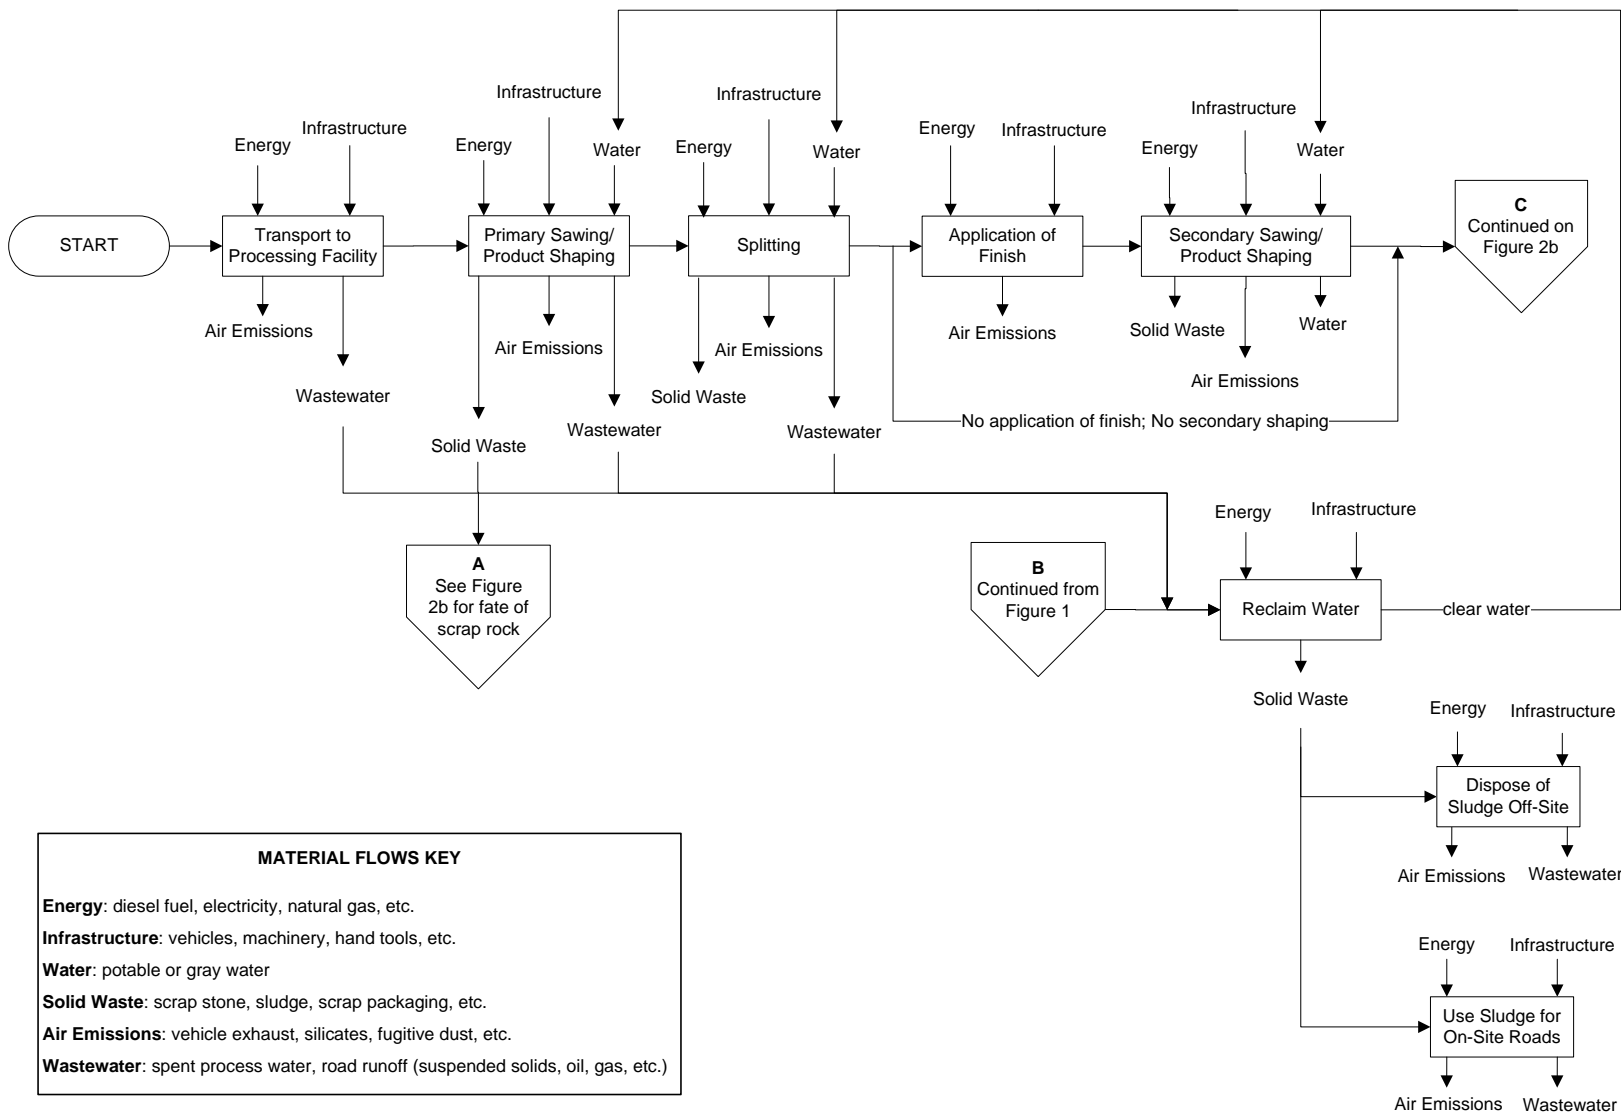 Infrastructure
Infrastructure
Infrastructure
Energy
Infrastructure
Energy
Infrastructure
Energy
Water
Energy
Water
Energy
Water
START
Transport to
Processing Facility
Primary Sawing/
Product Shaping
Splitting
Application of
Finish
Secondary Sawing/
Product Shaping
C
Continued on
Figure 2b
Air Emissions
Wastewater
Air Emissions
Solid Waste
Wastewater
Air Emissions
Solid Waste
Wastewater
Air Emissions
Solid Waste
Water
Air Emissions
No application of finish; No secondary shaping
A
See Figure
2b for fate of
scrap rock
B
Continued from
Figure 1
Energy
Infrastructure
Reclaim Water
clear water
Solid Waste
Energy
Infrastructure
Dispose of
Sludge Off-Site
Air Emissions
Wastewater
Energy
Infrastructure
Use Sludge for
On-Site Roads
Air Emissions
Wastewater
MATERIAL FLOWS KEY
Energy: diesel fuel, electricity, natural gas, etc.
Infrastructure: vehicles, machinery, hand tools, etc.
Water: potable or gray water
Solid Waste: scrap stone, sludge, scrap packaging, etc.
Air Emissions: vehicle exhaust, silicates, fugitive dust, etc.
Wastewater: spent process water, road runoff (suspended solids, oil, gas, etc.)